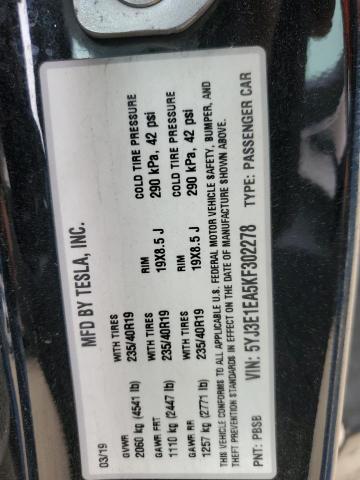 MFD BY TESLA, INC.
03/19
GVWR WITH TIRES RIM COLD TIRE PRESSURE
2060 kg (4541 lb) 235/40R19 19X8.5 J 290 kPa, 42 psi
GAWR FRT WITH TIRES RIM COLD TIRE PRESSURE
1110 kg (2447 lb) 235/40R19 19X8.5 J 290 kPa, 42 psi
GAWR RR
1257 kg (2771 lb)
THIS VEHICLE CONFORMS TO ALL APPLICABLE U.S. FEDERAL MOTOR VEHICLE SAFETY, BUMPER, AND
THEFT PREVENTION STANDARDS IN EFFECT ON THE DATE OF MANUFACTURE SHOWN ABOVE.
PNT: PBSB VIN: 5YJ3E1EA5KF302278 TYPE: PASSENGER CAR